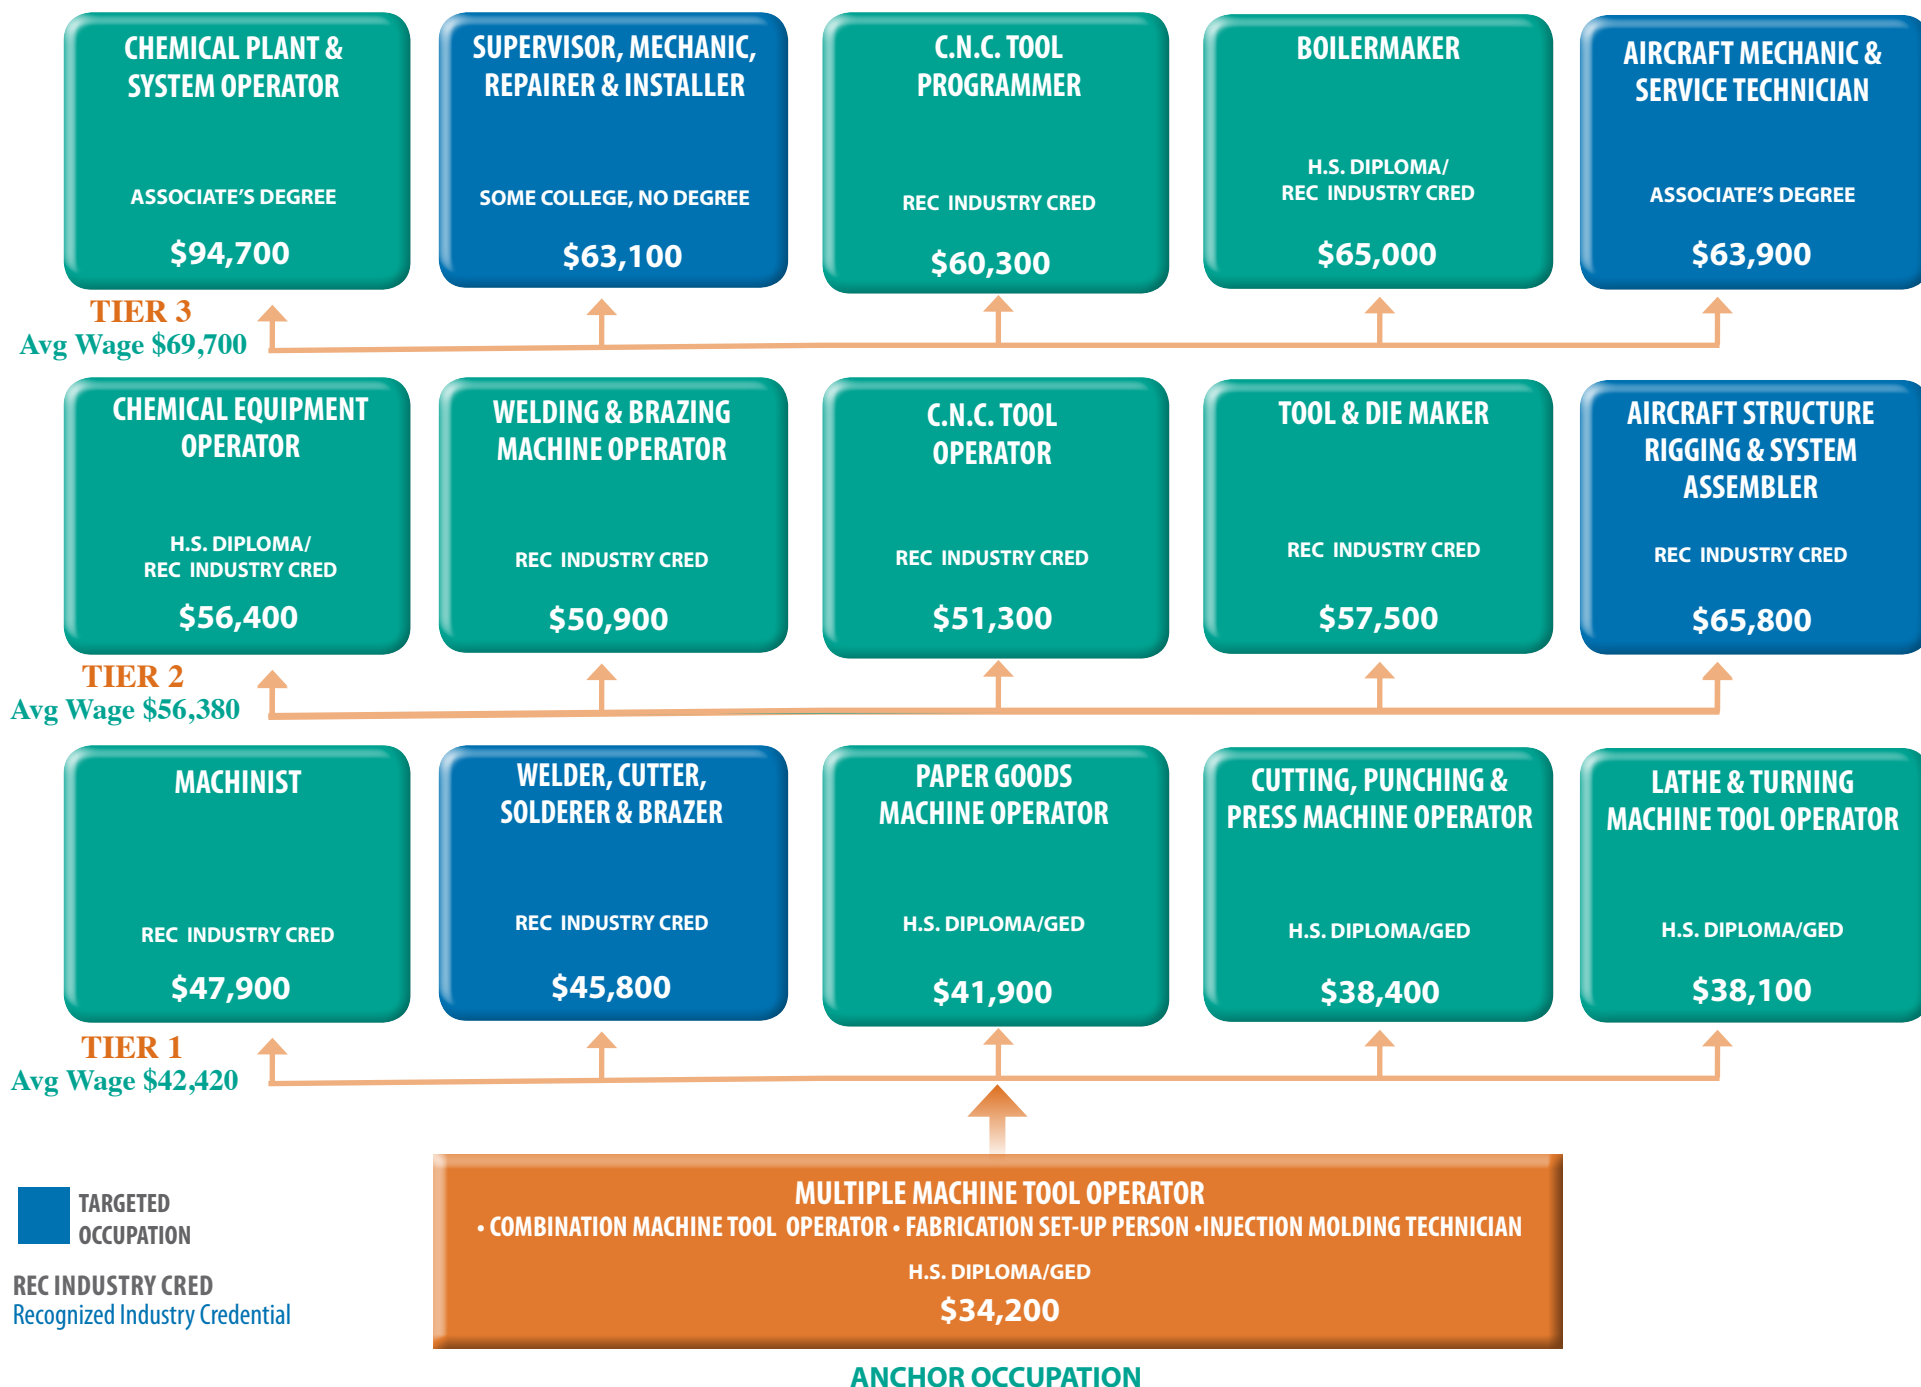 CHEMICAL PLANT &
SYSTEM OPERATOR
ASSOCIATE'S DEGREE
$94,700
SUPERVISOR, MECHANIC,
REPAIRER & INSTALLER
SOME COLLEGE, NO DEGREE
$63,100
C.N.C. TOOL
PROGRAMMER
REC INDUSTRY CRED
$60,300
BOILERMAKER
H.S. DIPLOMA/
REC INDUSTRY CRED
$65,000
AIRCRAFT MECHANIC &
SERVICE TECHNICIAN
ASSOCIATE'S DEGREE
$63,900
TIER 3
Avg Wage $69,700
CHEMICAL EQUIPMENT
OPERATOR
H.S. DIPLOMA/
REC INDUSTRY CRED
$56,400
WELDING & BRAZING
MACHINE OPERATOR
REC INDUSTRY CRED
$50,900
C.N.C. TOOL
OPERATOR
REC INDUSTRY CRED
$51,300
TOOL & DIE MAKER
REC INDUSTRY CRED
$57,500
AIRCRAFT STRUCTURE
RIGGING & SYSTEM
ASSEMBLER
REC INDUSTRY CRED
$65,800
TIER 2
Avg Wage $56,380
MACHINIST
REC INDUSTRY CRED
$47,900
WELDER, CUTTER,
SOLDERER & BRAZER
REC INDUSTRY CRED
$45,800
PAPER GOODS
MACHINE OPERATOR
H.S. DIPLOMA/GED
$41,900
CUTTING, PUNCHING &
PRESS MACHINE OPERATOR
H.S. DIPLOMA/GED
$38,400
LATHE & TURNING
MACHINE TOOL OPERATOR
H.S. DIPLOMA/GED
$38,100
TIER 1
Avg Wage $42,420
MULTIPLE MACHINE TOOL OPERATOR
• COMBINATION MACHINE TOOL OPERATOR • FABRICATION SET-UP PERSON •INJECTION MOLDING TECHNICIAN
H.S. DIPLOMA/GED
$34,200
ANCHOR OCCUPATION
TARGETED
OCCUPATION
REC INDUSTRY CRED
Recognized Industry Credential